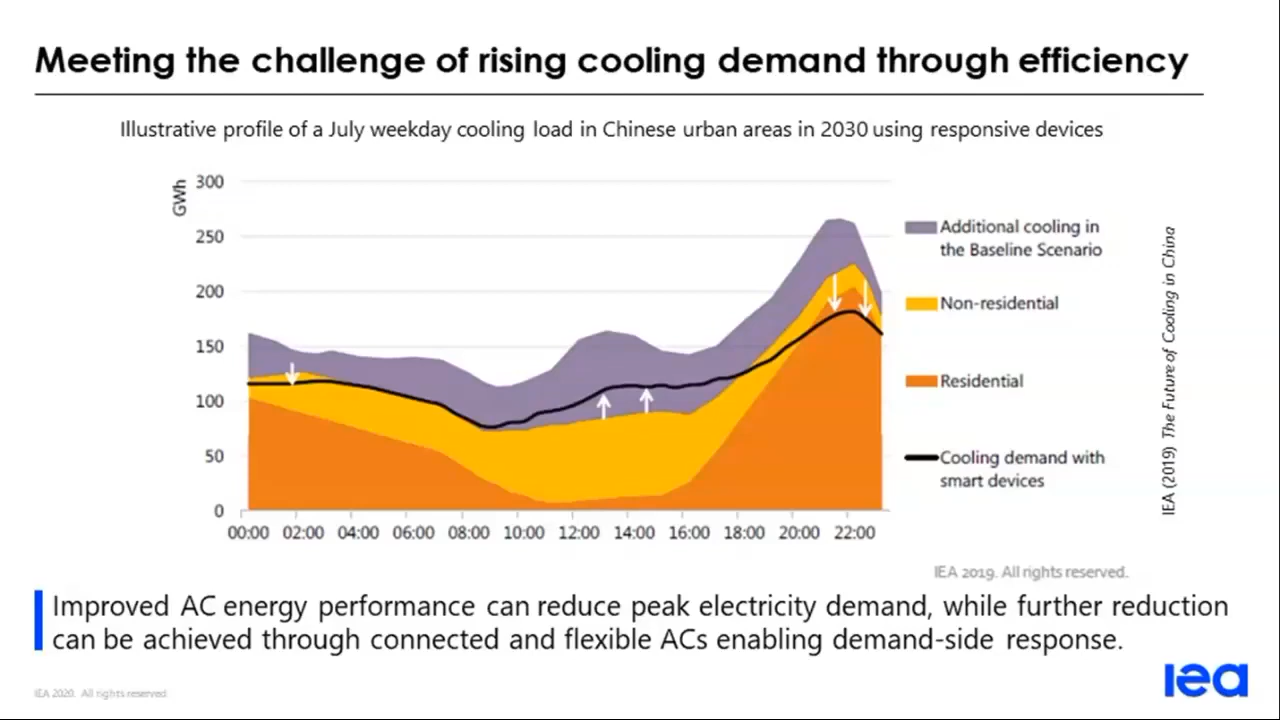 Meeting the challenge of rising cooling demand through efficiency
Illustrative profile of a July weekday cooling load in Chinese urban areas in 2030 using responsive devices
GWh
300
250
200
150
100
50
0
00:00 02:00 04:00 06:00 08:00 10:00 12:00 14:00 16:00 18:00 20:00 22:00
Additional cooling in
the Baseline Scenario
Non-residential
Residential
Cooling demand with
smart devices
IEA (2019) The Future of Cooling in China
IEA 2019. All rights reserved.
Improved AC energy performance can reduce peak electricity demand, while further reduction
can be achieved through connected and flexible ACs enabling demand-side response.
IEA 2020. All rights reserved
iea